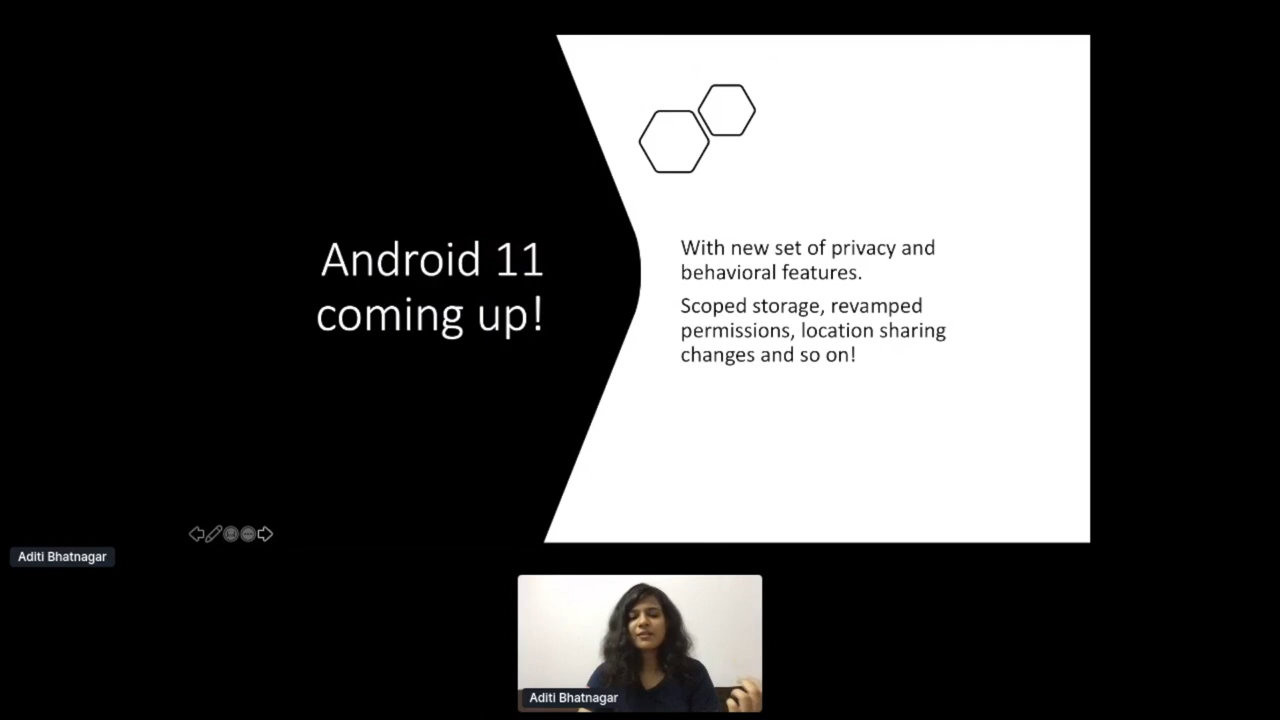 Android 11
coming up!
With new set of privacy and
behavioral features.
Scoped storage, revamped
permissions, location sharing
changes and so on!
Aditi Bhatnagar
Aditi Bhatnagar